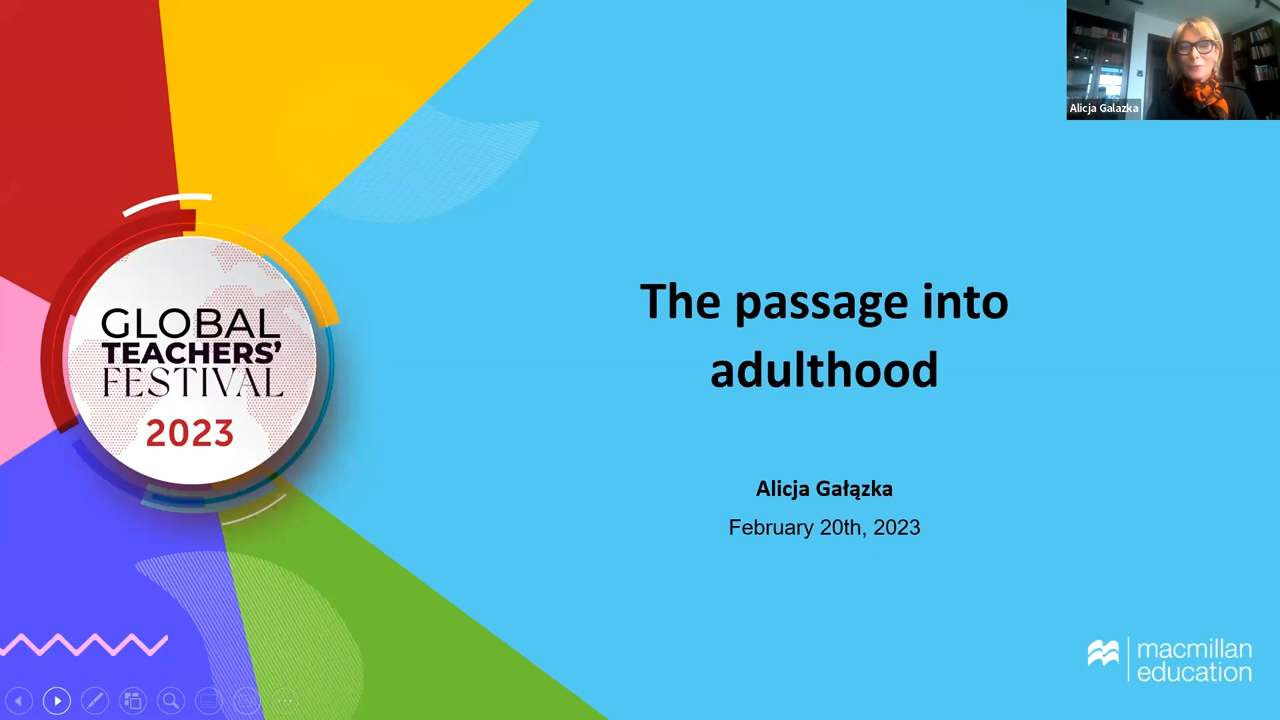 Alicja Galazka
GLOBAL
TEACHERS'
FESTIVAL
2023
The passage into
adulthood
Alicja Gałązka
February 20th, 2023
macmillan
education